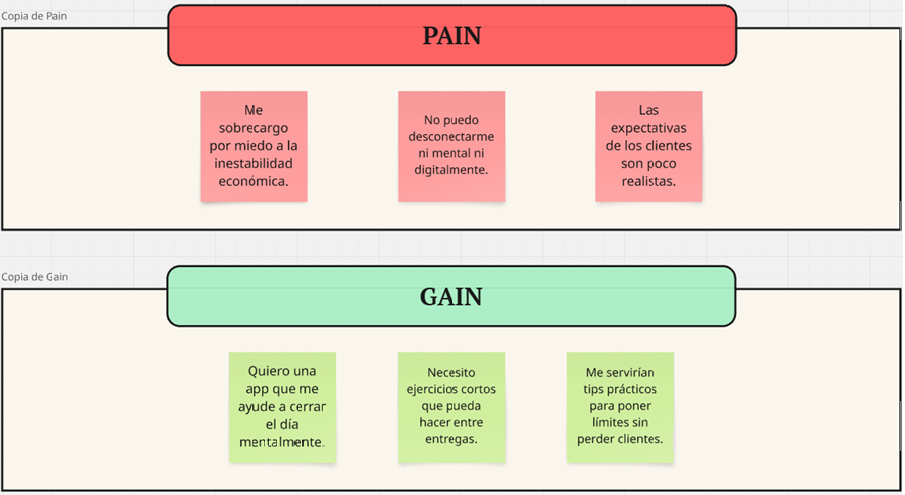 Copia de Pain
PAIN
Me
sobrecargo
por miedo a la
inestabilidad
económica.
No puedo
desconectarme
ni mental ni
digitalmente.
Las
expectativas
de los clientes
son poco
realistas.
Copia de Gain
GAIN
Quiero una
app que me
ayude a cerrar
el día
mentalmente.
Necesito
ejercicios cortos
que pueda
hacer entre
entregas.
Me servirían
tips prácticos
para poner
límites sin
perder clientes.